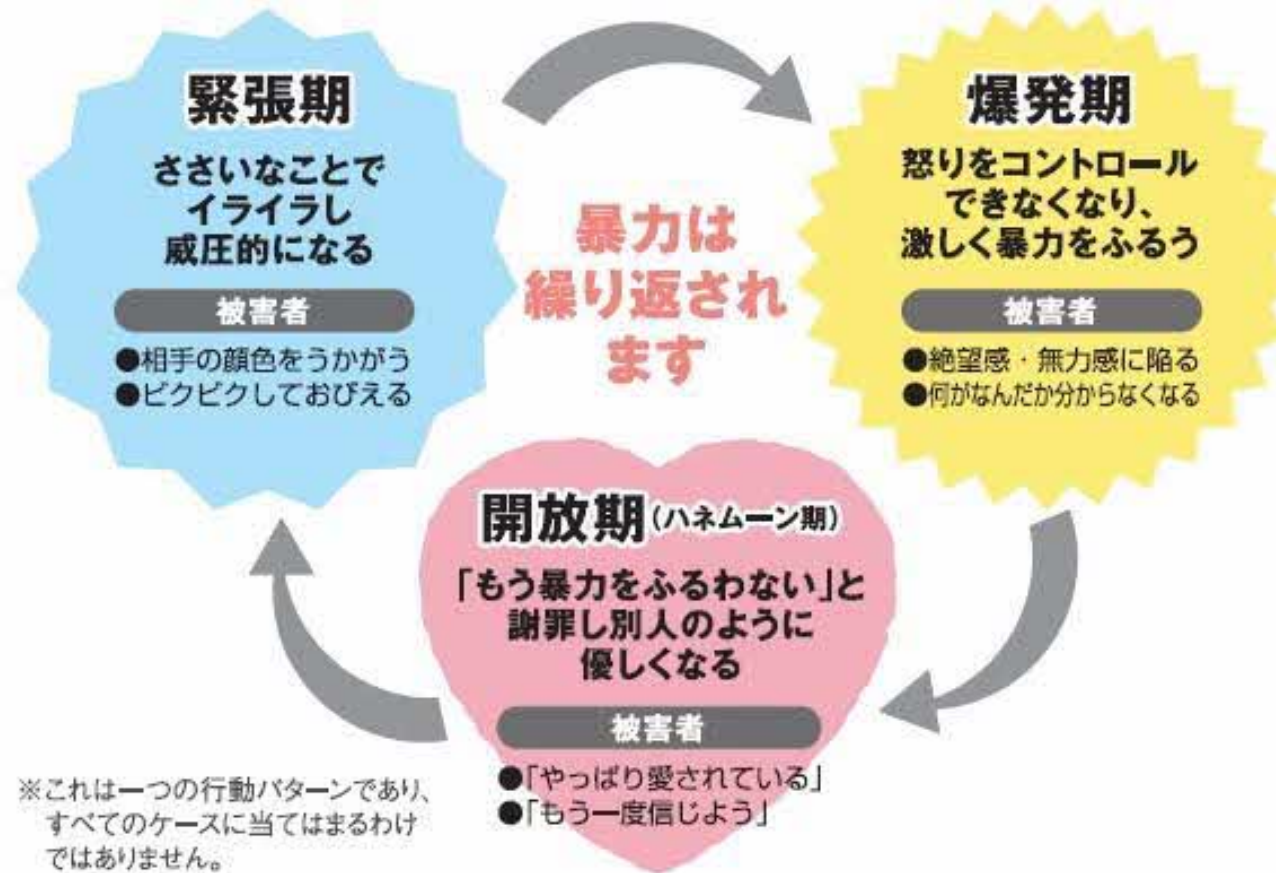 緊張期
ささいなことで
イライラし
威圧的になる
被害者
●相手の顔色をうかがう
●ビクビクしておびえる
暴力は
繰り返され
ます
爆発期
怒りをコントロール
できなくなり、
激しく暴力をふるう
被害者
●絶望感・無力感に陥る
●何がなんだか分からなくなる
開放期(ハネムーン期)
「もう暴力をふるわない」と
謝罪し別人のように
優しくなる
被害者
●「やっぱり愛されている」
●「もう一度信じよう」
※これは一つの行動パターンであり、
すべてのケースに当てはまるわけ
ではありません。